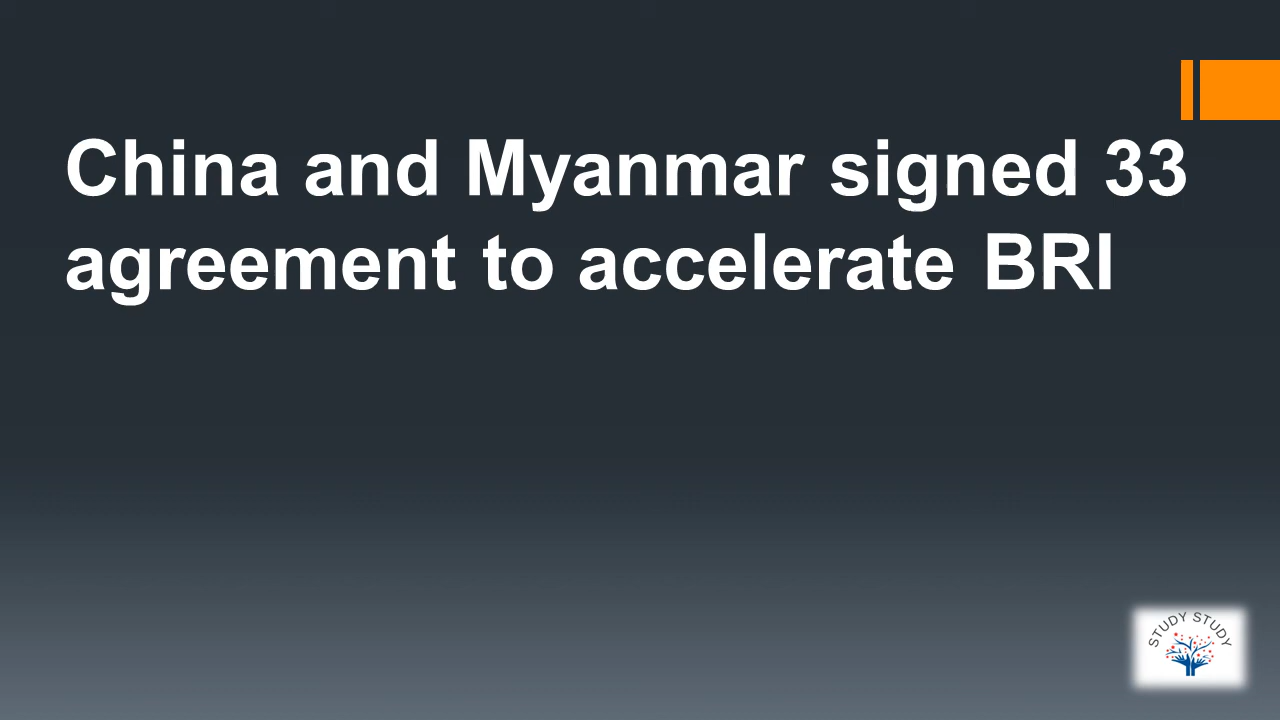 China and Myanmar signed 33
agreement to accelerate BRI
STUDY STUDY